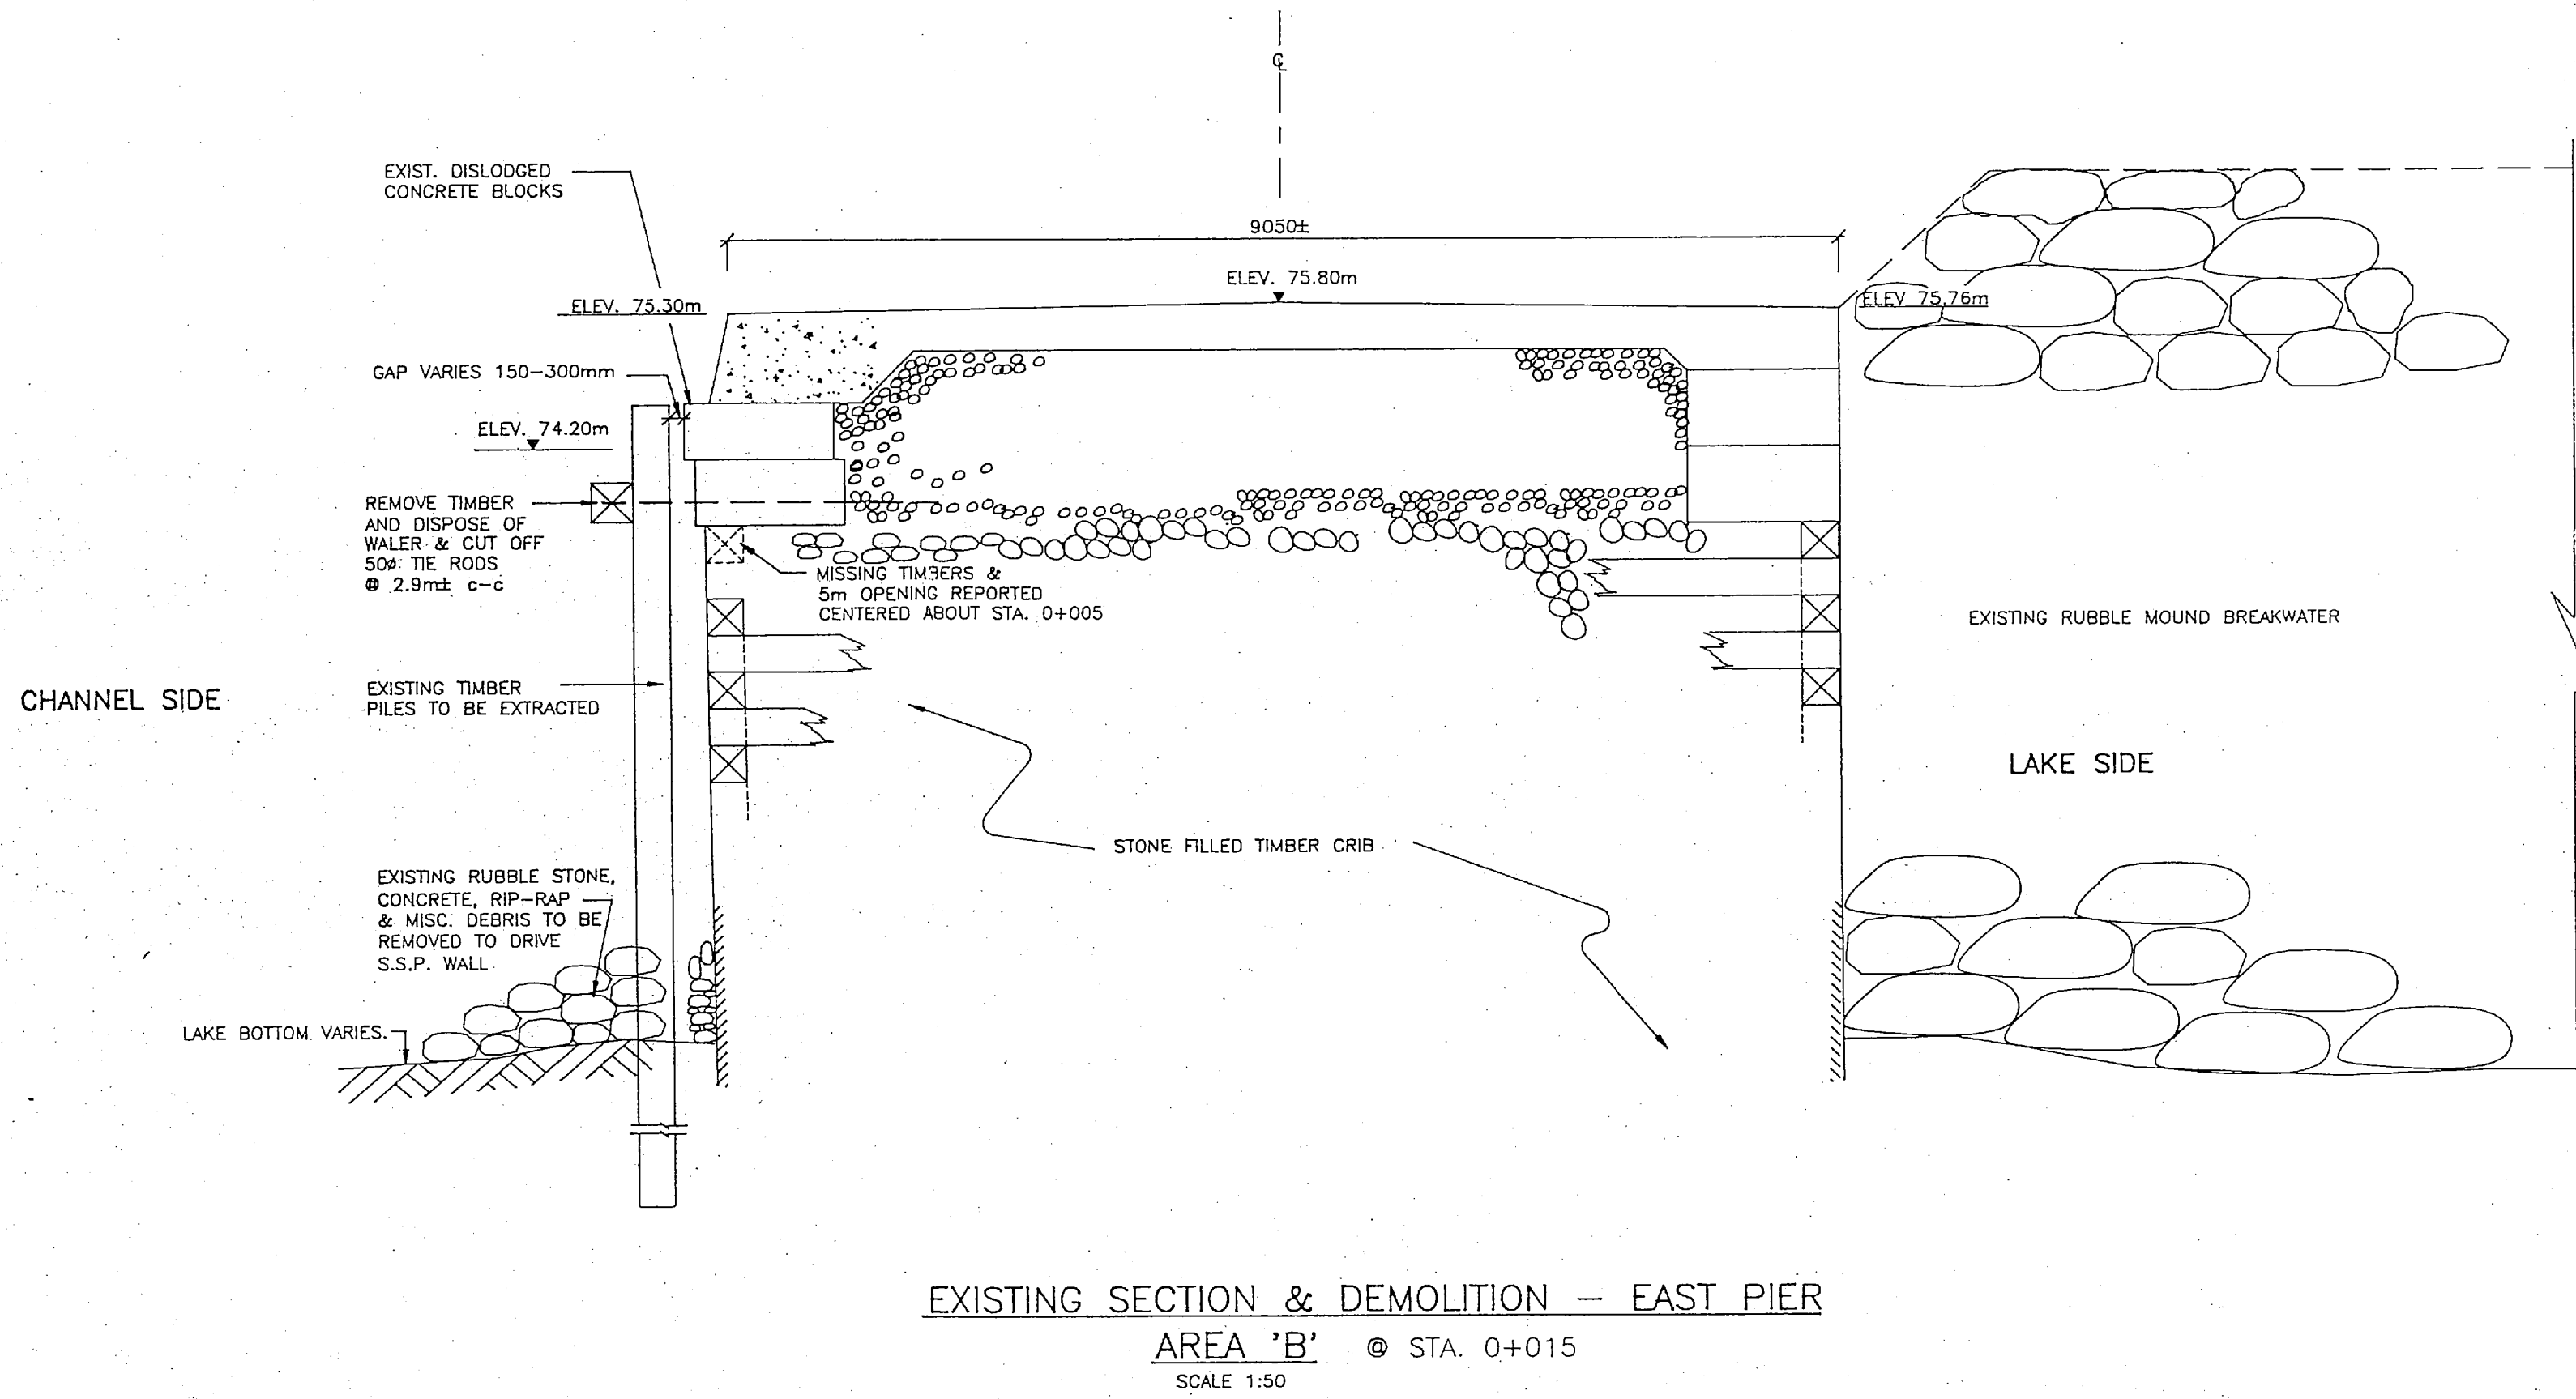 ℄
EXIST. DISLODGED
CONCRETE BLOCKS
9050±
ELEV. 75.80m
ELEV. 75.30m
ELEV 75.76m
GAP VARIES 150-300mm
ELEV. 74.20m
REMOVE TIMBER
AND DISPOSE OF
WALER & CUT OFF
50ø TIE RODS
@ 2.9m± c-c
MISSING TIMBERS &
5m OPENING REPORTED
CENTERED ABOUT STA. 0+005
EXISTING RUBBLE MOUND BREAKWATER
CHANNEL SIDE
EXISTING TIMBER
PILES TO BE EXTRACTED
LAKE SIDE
STONE FILLED TIMBER CRIB
EXISTING RUBBLE STONE,
CONCRETE, RIP-RAP
& MISC. DEBRIS TO BE
REMOVED TO DRIVE
S.S.P. WALL
LAKE BOTTOM VARIES.
EXISTING SECTION & DEMOLITION - EAST PIER
AREA 'B' @ STA. 0+015
SCALE 1:50